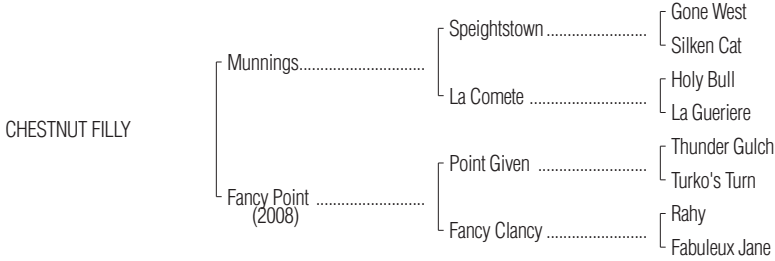 Gone West
Speightstown ........................
Silken Cat
Munnings..............................
Holy Bull
La Comete ............................
La Gueriere
CHESTNUT FILLY
Thunder Gulch
Point Given ..........................
Turko's Turn
Fancy Point ..........................
(2008)
Rahy
Fancy Clancy ........................
Fabuleux Jane